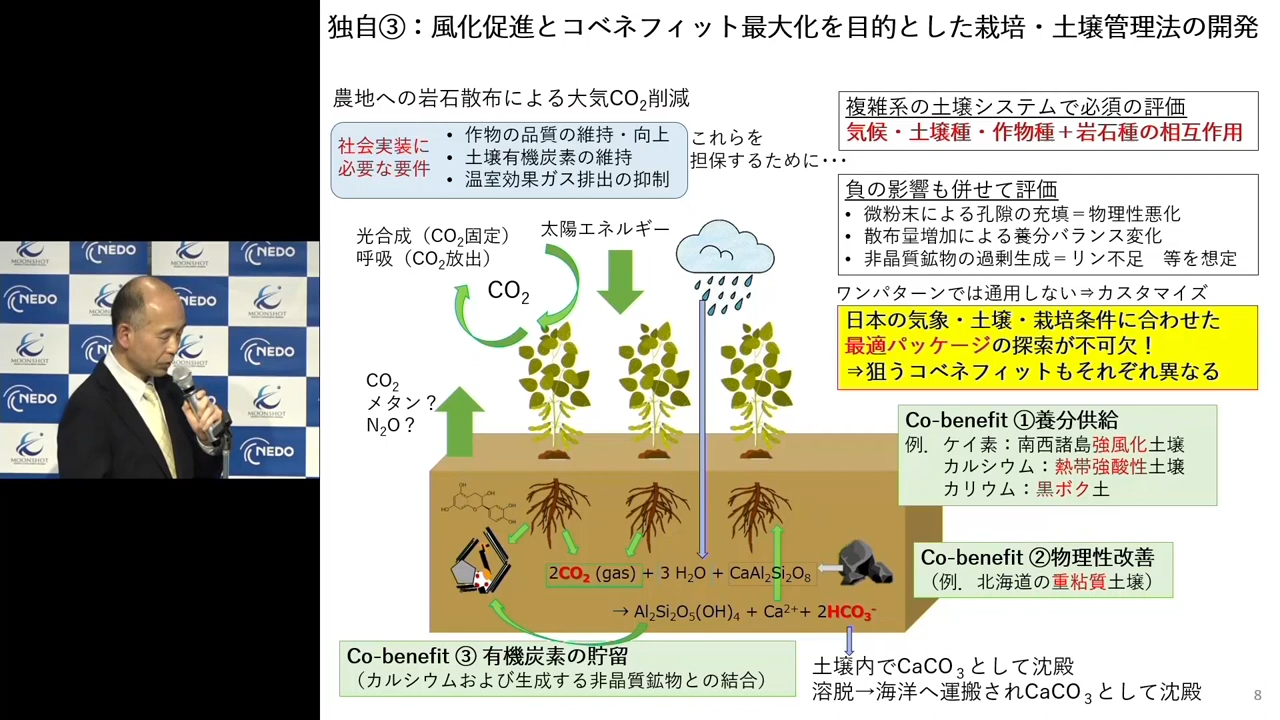 独自③：風化促進とコベネフィット最大化を目的とした栽培・土壌管理法の開発
農地への岩石散布による大気CO₂削減
社会実装に
必要な要件
• 作物の品質の維持・向上
• 土壌有機炭素の維持
• 温室効果ガス排出の抑制
これらを
担保するために･･･
複雑系の土壌システムで必須の評価
気候・土壌種・作物種＋岩石種の相互作用
負の影響も併せて評価
• 微粉末による孔隙の充填＝物理性悪化
• 散布量増加による養分バランス変化
• 非晶質鉱物の過剰生成＝リン不足　等を想定
ワンパターンでは通用しない⇒カスタマイズ
日本の気象・土壌・栽培条件に合わせた
最適パッケージの探索が不可欠！
⇒狙うコベネフィットもそれぞれ異なる
光合成（CO₂固定）
呼吸（CO₂放出）
太陽エネルギー
CO₂
CO₂
メタン？
N₂O？
Co-benefit ①養分供給
例．ケイ素：南西諸島強風化土壌
カルシウム：熱帯強酸性土壌
カリウム：黒ボク土
Co-benefit ②物理性改善
（例．北海道の重粘質土壌）
2CO₂ (gas) + 3 H₂O + CaAl₂Si₂O₈
→ Al₂Si₂O₅(OH)₄ + Ca²⁺+ 2HCO₃⁻
Co-benefit ③ 有機炭素の貯留
（カルシウムおよび生成する非晶質鉱物との結合）
土壌内でCaCO₃として沈殿
溶脱→海洋へ運搬されCaCO₃として沈殿
8
NEDO
MOONSHOT
NEDO
NEDO
NEDO
MOONSHOT
NEDO
NEDO